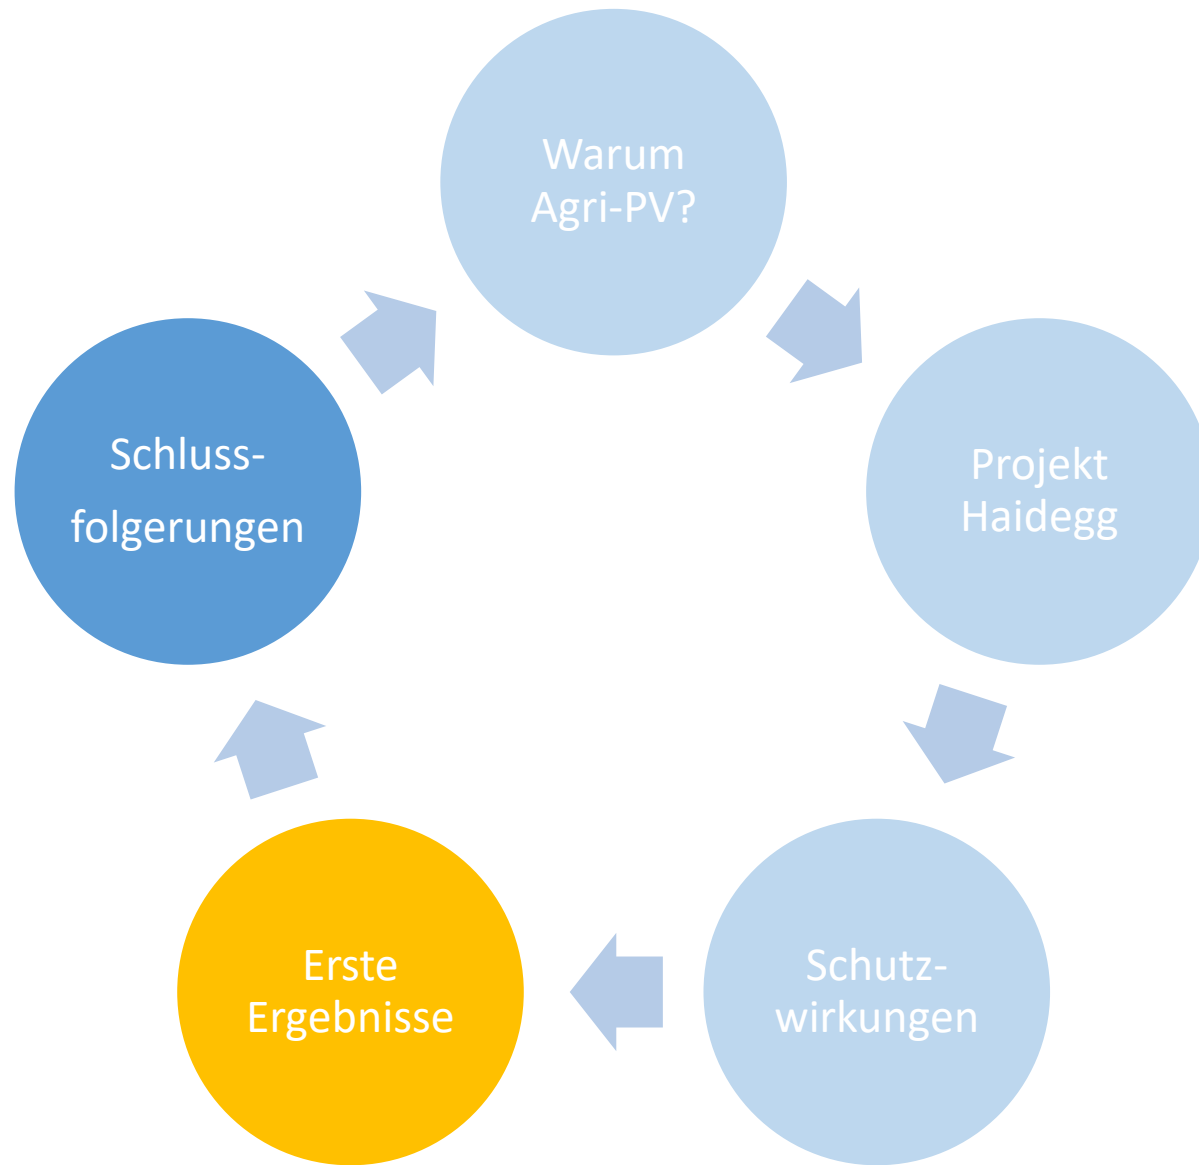 Warum
Agri-PV?
Projekt
Haidegg
Schutz-
wirkungen
Erste
Ergebnisse
Schluss-
folgerungen